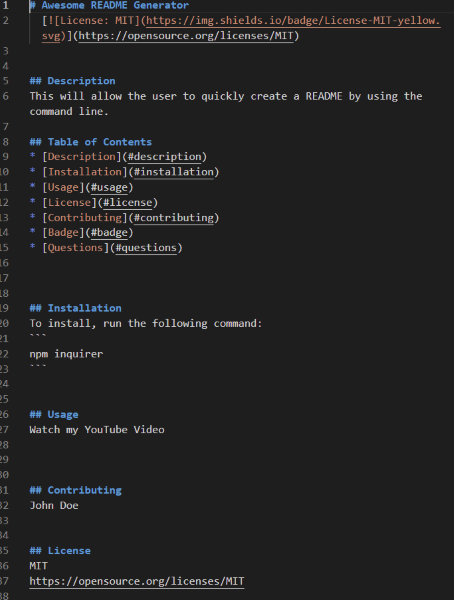 1 # Awesome README Generator
2 [![License: MIT](https://img.shields.io/badge/License-MIT-yellow.
svg)](https://opensource.org/licenses/MIT)
3
4
5 ## Description
6 This will allow the user to quickly create a README by using the
command line.
7
8 ## Table of Contents
9 * [Description](#description)
10 * [Installation](#installation)
11 * [Usage](#usage)
12 * [License](#license)
13 * [Contributing](#contributing)
14 * [Badge](#badge)
15 * [Questions](#questions)
16
17
18
19 ## Installation
20 To install, run the following command:
21 ```
22 npm inquirer
23 ```
24
25
26 ## Usage
27 Watch my YouTube Video
28
29
30
31 ## Contributing
32 John Doe
33
34
35 ## License
36 MIT
37 https://opensource.org/licenses/MIT
38